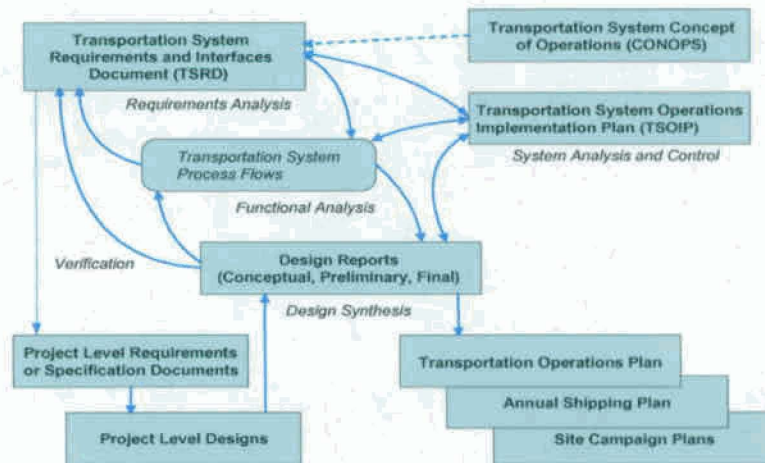 Transportation System
Requirements and Interfaces
Document (TSRD)
Transportation System Concept
of Operations (CONOPS)
Requirements Analysis
Transportation System Operations
Implementation Plan (TSOIP)
System Analysis and Control
Transportation System
Process Flows
Functional Analysis
Verification
Design Reports
(Conceptual, Preliminary, Final)
Design Synthesis
Project Level Requirements
or Specification Documents
Project Level Designs
Transportation Operations Plan
Annual Shipping Plan
Site Campaign Plans